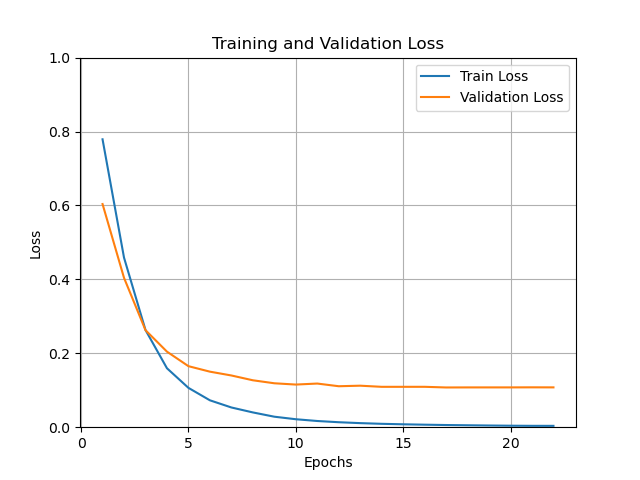 Training and Validation Loss
Train Loss
Validation Loss
1.0
0.8
0.6
0.4
0.2
0.0
Loss
0 5 10 15 20
Epochs